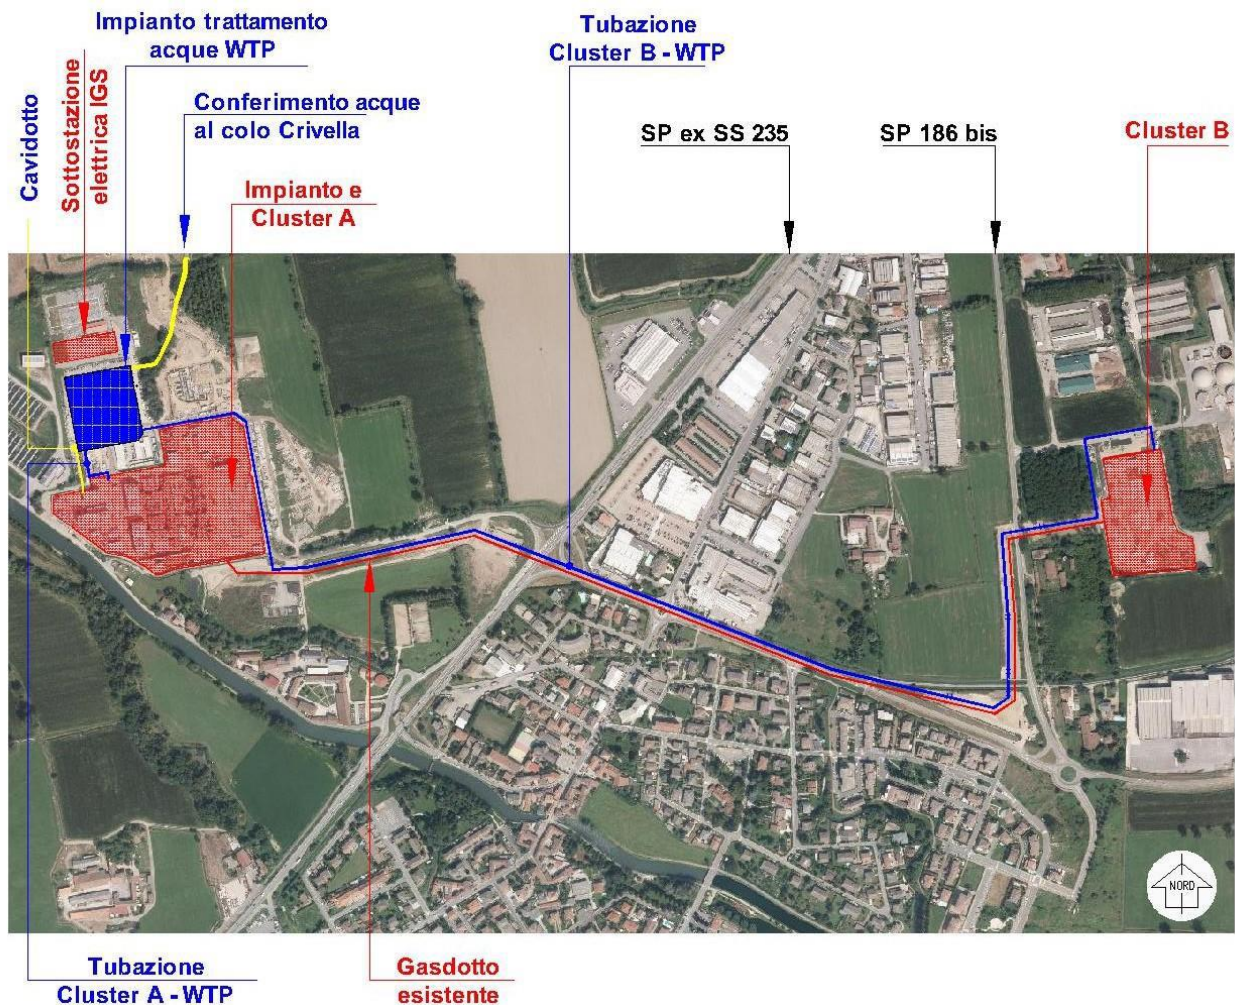 Impianto trattamento
acque WTP
Tubazione
Cluster B - WTP
Cavidotto
Sottostazione
elettrica IGS
Conferimento acque
al colo Crivella
SP ex SS 235
SP 186 bis
Cluster B
Impianto e
Cluster A
NORD
Tubazione
Cluster A - WTP
Gasdotto
esistente